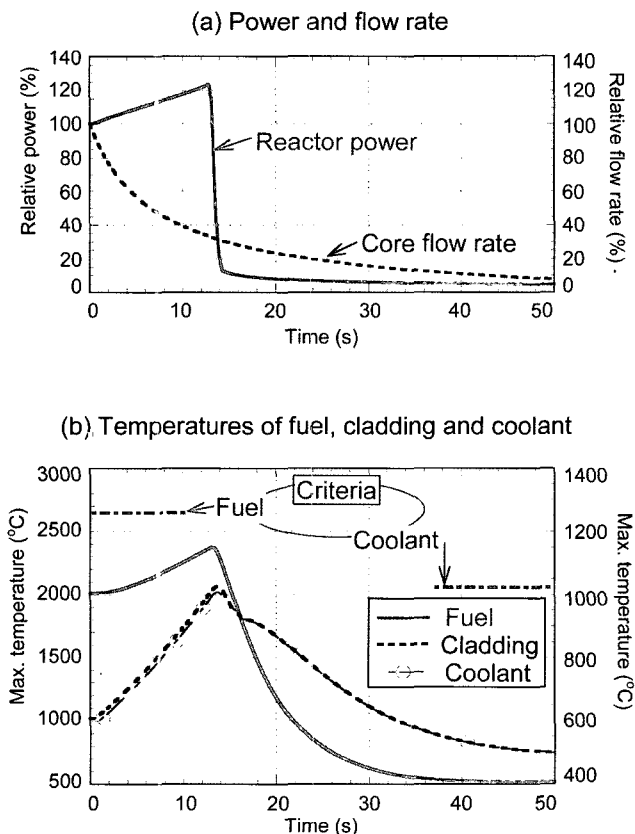 (a) Power and flow rate
140 140
120 120
100 100
80 80
60 60
40 40
20 20
0 0
Relative power (%)
Relative flow rate (%)
Reactor power
Core flow rate
0 10 20 30 40 50
Time (s)
(b) Temperatures of fuel, cladding and coolant
3000 1400
2500 1200
2000 1000
1500 800
1000 600
500 400
Max. temperature (°C)
Max. temperature (°C)
Criteria
Fuel
Coolant
Fuel
Cladding
Coolant
0 10 20 30 40 50
Time (s)